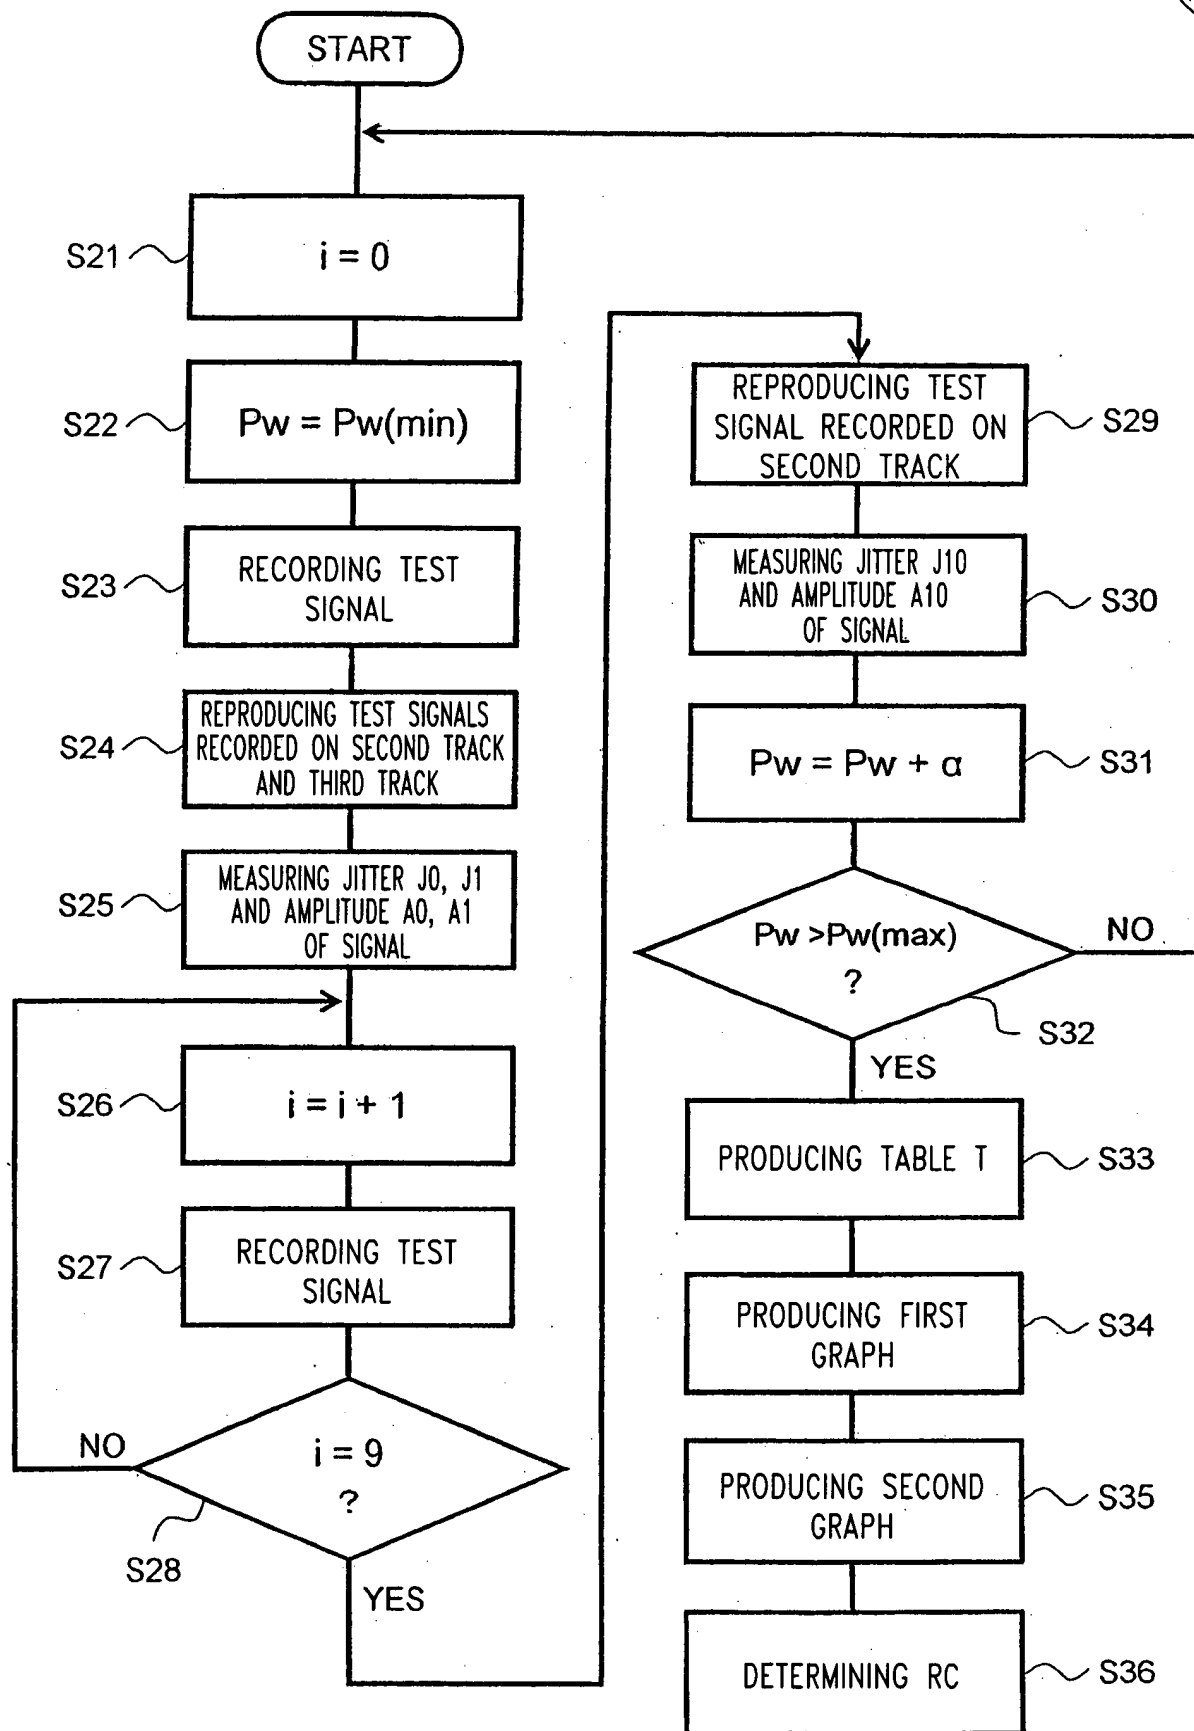 START
S21
i = 0
S22
Pw = Pw(min)
S23
RECORDING TEST
SIGNAL
S24
REPRODUCING TEST SIGNALS
RECORDED ON SECOND TRACK
AND THIRD TRACK
S25
MEASURING JITTER J0, J1
AND AMPLITUDE A0, A1
OF SIGNAL
S26
i = i + 1
S27
RECORDING TEST
SIGNAL
NO
i = 9
?
S28
YES
REPRODUCING TEST
SIGNAL RECORDED ON
SECOND TRACK
S29
MEASURING JITTER J10
AND AMPLITUDE A10
OF SIGNAL
S30
Pw = Pw + α
S31
Pw >Pw(max)
?
NO
S32
YES
PRODUCING TABLE T
S33
PRODUCING FIRST
GRAPH
S34
PRODUCING SECOND
GRAPH
S35
DETERMINING RC
S36